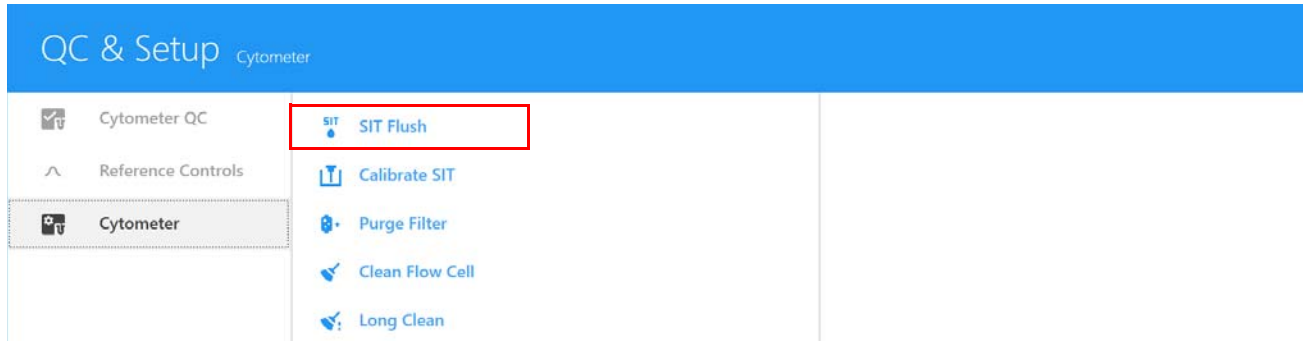 QC & Setup Cytometer
Cytometer QC
Reference Controls
Cytometer
SIT SIT Flush
Calibrate SIT
Purge Filter
Clean Flow Cell
Long Clean